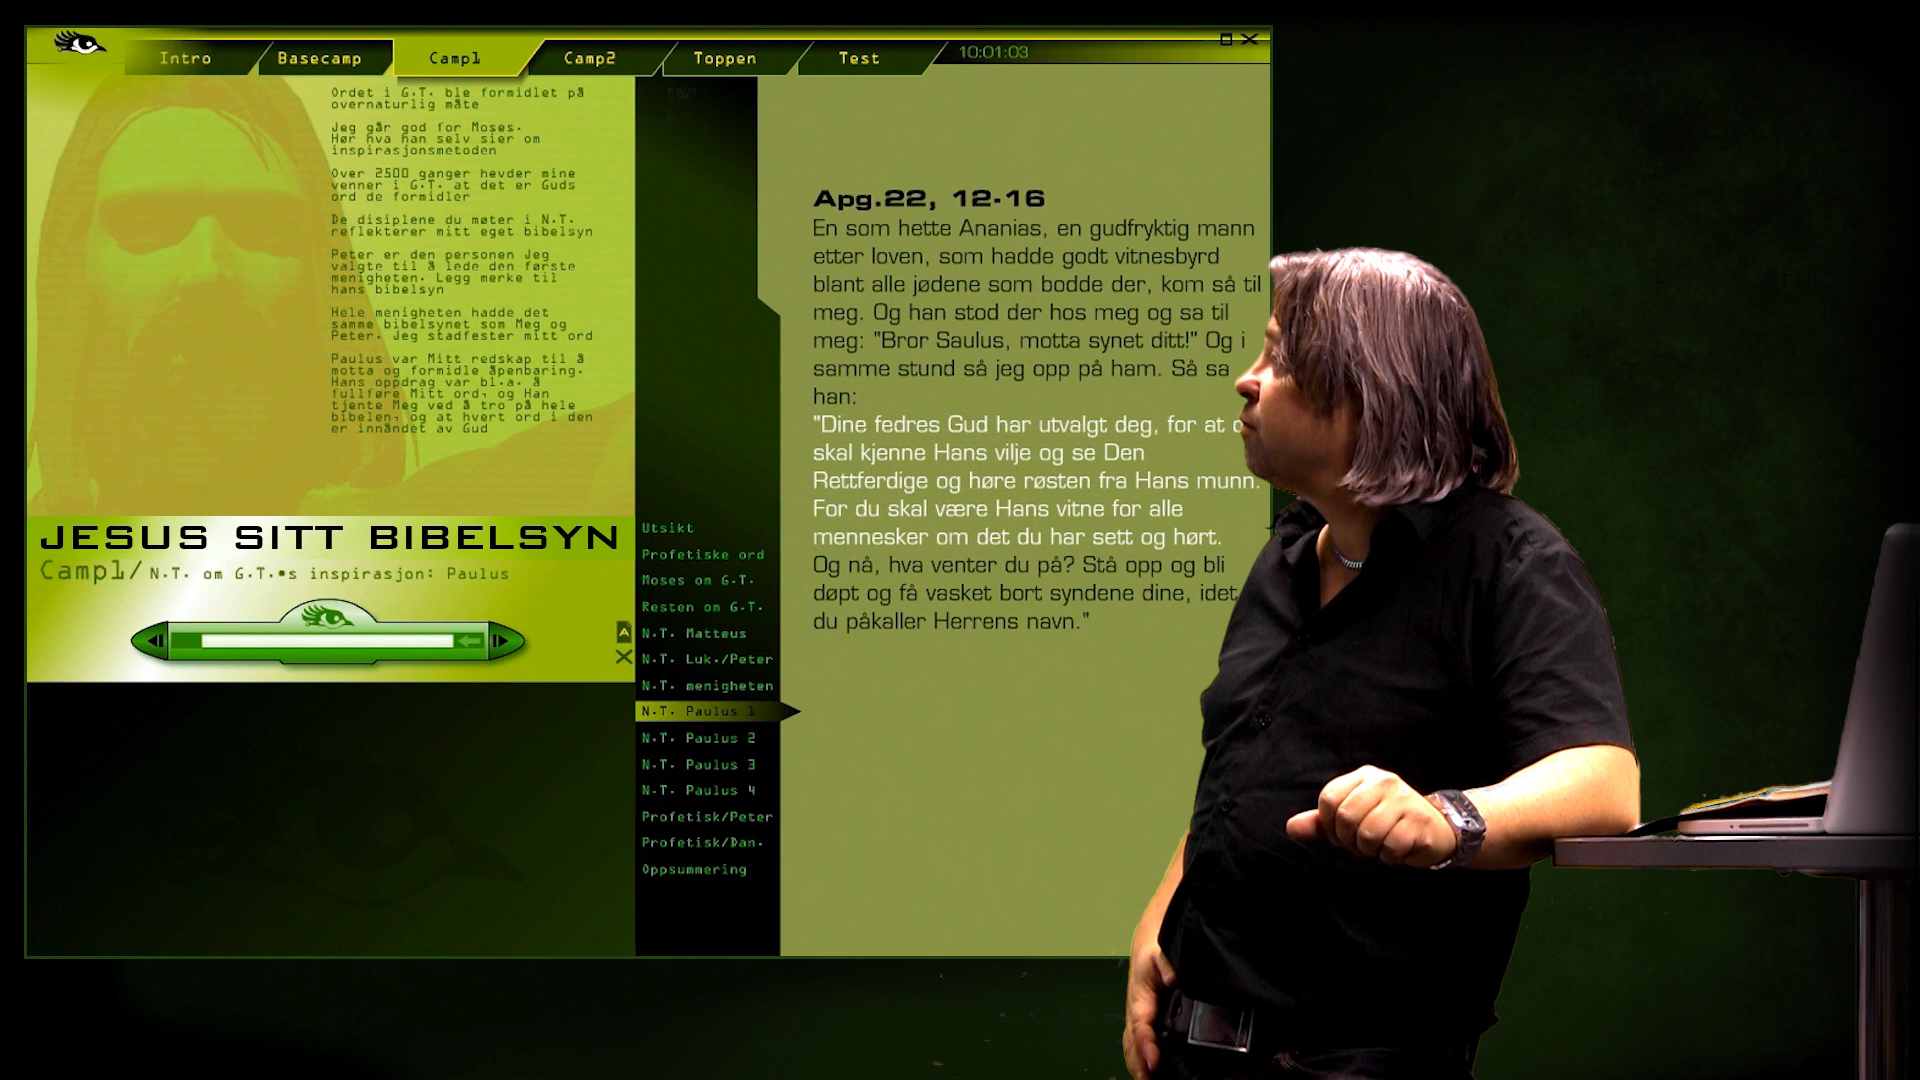 Intro
Basecamp
Camp1
Camp2
Toppen
Test
10:01:03
Ordet i G.T. ble formidlet på
overnaturlig måte
Jeg går god for Moses.
Hør hva han selv sier om
inspirasjonsmetoden
Over 2500 ganger hevder mine
venner i G.T. at det er Guds
ord de formidler
De disiplene du møter i N.T.
reflekterer mitt eget bibelsyn
Peter er den personen Jeg
valgte til å lede den første
menigheten. Legg merke til
hans bibelsyn
Hele menigheten hadde det
samme bibelsynet som Meg og
Peter. Jeg stadfester mitt ord
Paulus var Mitt redskap til å
motta og formidle åpenbaring.
Hans oppdrag var bl.a. å
fullføre Mitt ord, og Han
tjente Meg ved å tro på hele
bibelen, og at hvert ord i den
er innåndet av Gud
JESUS SITT BIBELSYN
Camp1/ N.T. om G.T.•s inspirasjon: Paulus
A
Utsikt
Profetiske ord
Moses om G.T.
Resten om G.T.
N.T. Matteus
N.T. Luk./Peter
N.T. menigheten
N.T. Paulus 1
N.T. Paulus 2
N.T. Paulus 3
N.T. Paulus 4
Profetisk/Peter
Profetisk/Dan.
Oppsummering
Apg.22, 12-16
En som hette Ananias, en gudfryktig mann
etter loven, som hadde godt vitnesbyrd
blant alle jødene som bodde der, kom så til
meg. Og han stod der hos meg og sa til
meg: "Bror Saulus, motta synet ditt!" Og i
samme stund så jeg opp på ham. Så sa
han:
"Dine fedres Gud har utvalgt deg, for at
skal kjenne Hans vilje og se Den
Rettferdige og høre røsten fra Hans munn.
For du skal være Hans vitne for alle
mennesker om det du har sett og hørt.
Og nå, hva venter du på? Stå opp og bli
døpt og få vasket bort syndene dine, idet
du påkaller Herrens navn."